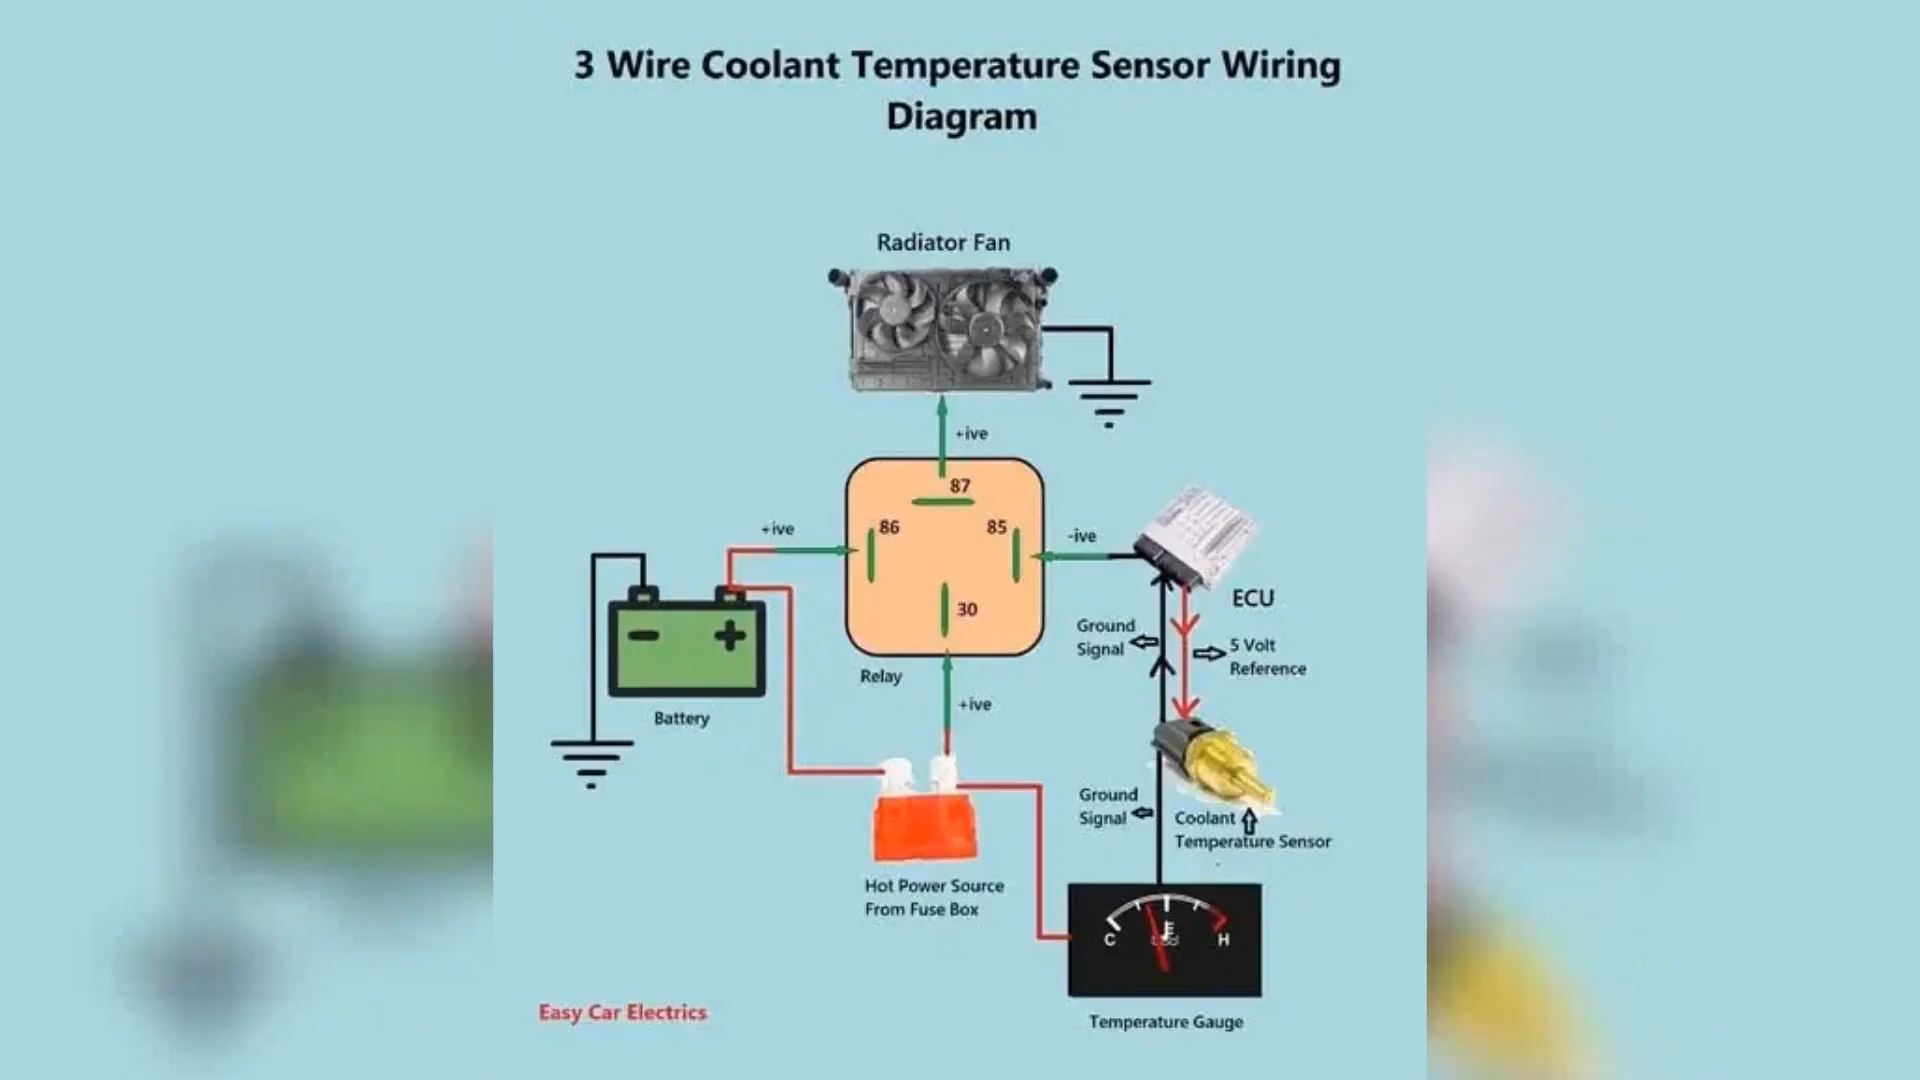 3 Wire Coolant Temperature Sensor Wiring
Diagram
Radiator Fan
+ive
87
86
85
+ive
-ive
30
ECU
Ground
Signal
5 Volt
Reference
Relay
+ive
Battery
Ground
Signal
Coolant
Temperature Sensor
Hot Power Source
From Fuse Box
C
H
Easy Car Electrics
Temperature Gauge